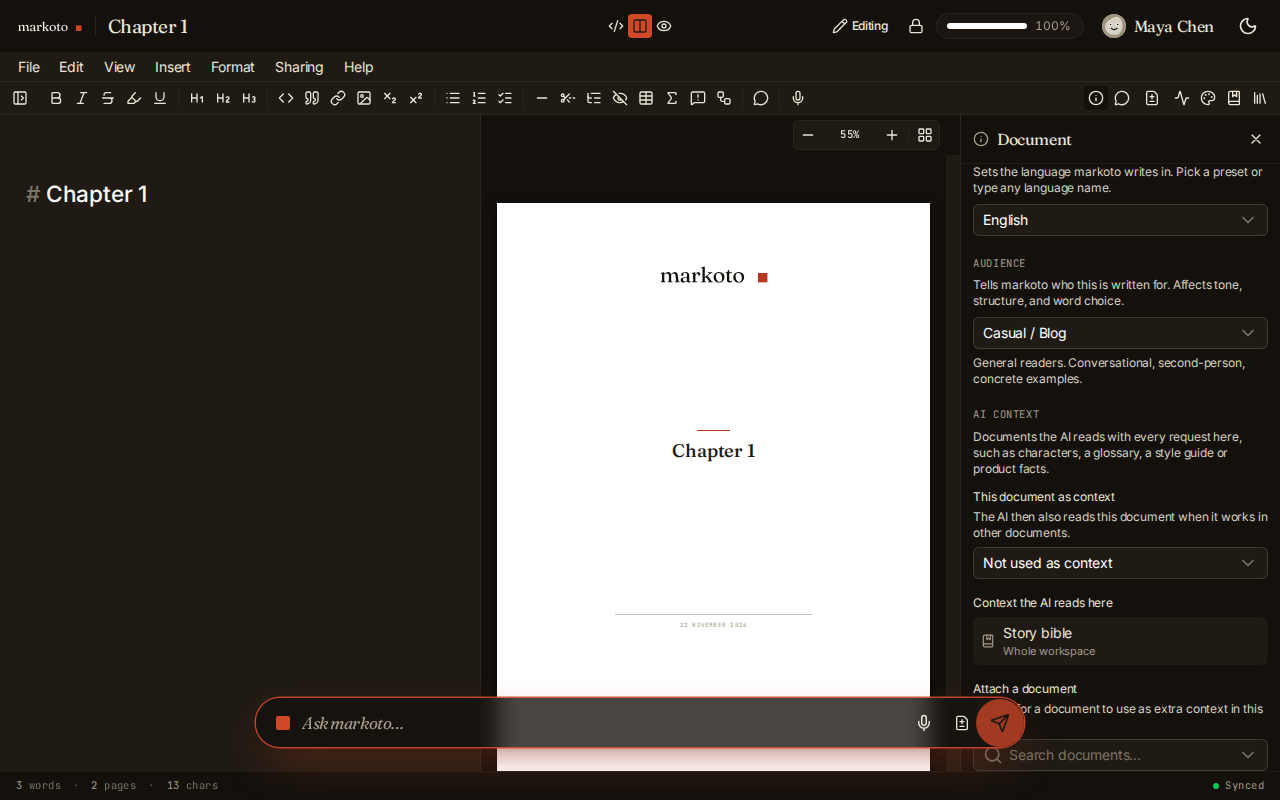 markoto
Chapter 1
Editing
100%
Maya Chen
File Edit View Insert Format Sharing Help
B I S U H1 H2 H3 X2 x2
55%
Document
Sets the language markoto writes in. Pick a preset or
type any language name.
English
AUDIENCE
Tells markoto who this is written for. Affects tone,
structure, and word choice.
Casual / Blog
General readers. Conversational, second-person,
concrete examples.
AI CONTEXT
Documents the AI reads with every request here,
such as characters, a glossary, a style guide or
product facts.
This document as context
The AI then also reads this document when it works in
other documents.
Not used as context
Context the AI reads here
Story bible
Whole workspace
Attach a document
for a document to use as extra context in this
Search documents...
# Chapter 1
markoto
Chapter 1
22 NOVEMBER 2026
Ask markoto...
3 words · 2 pages · 13 chars
Synced